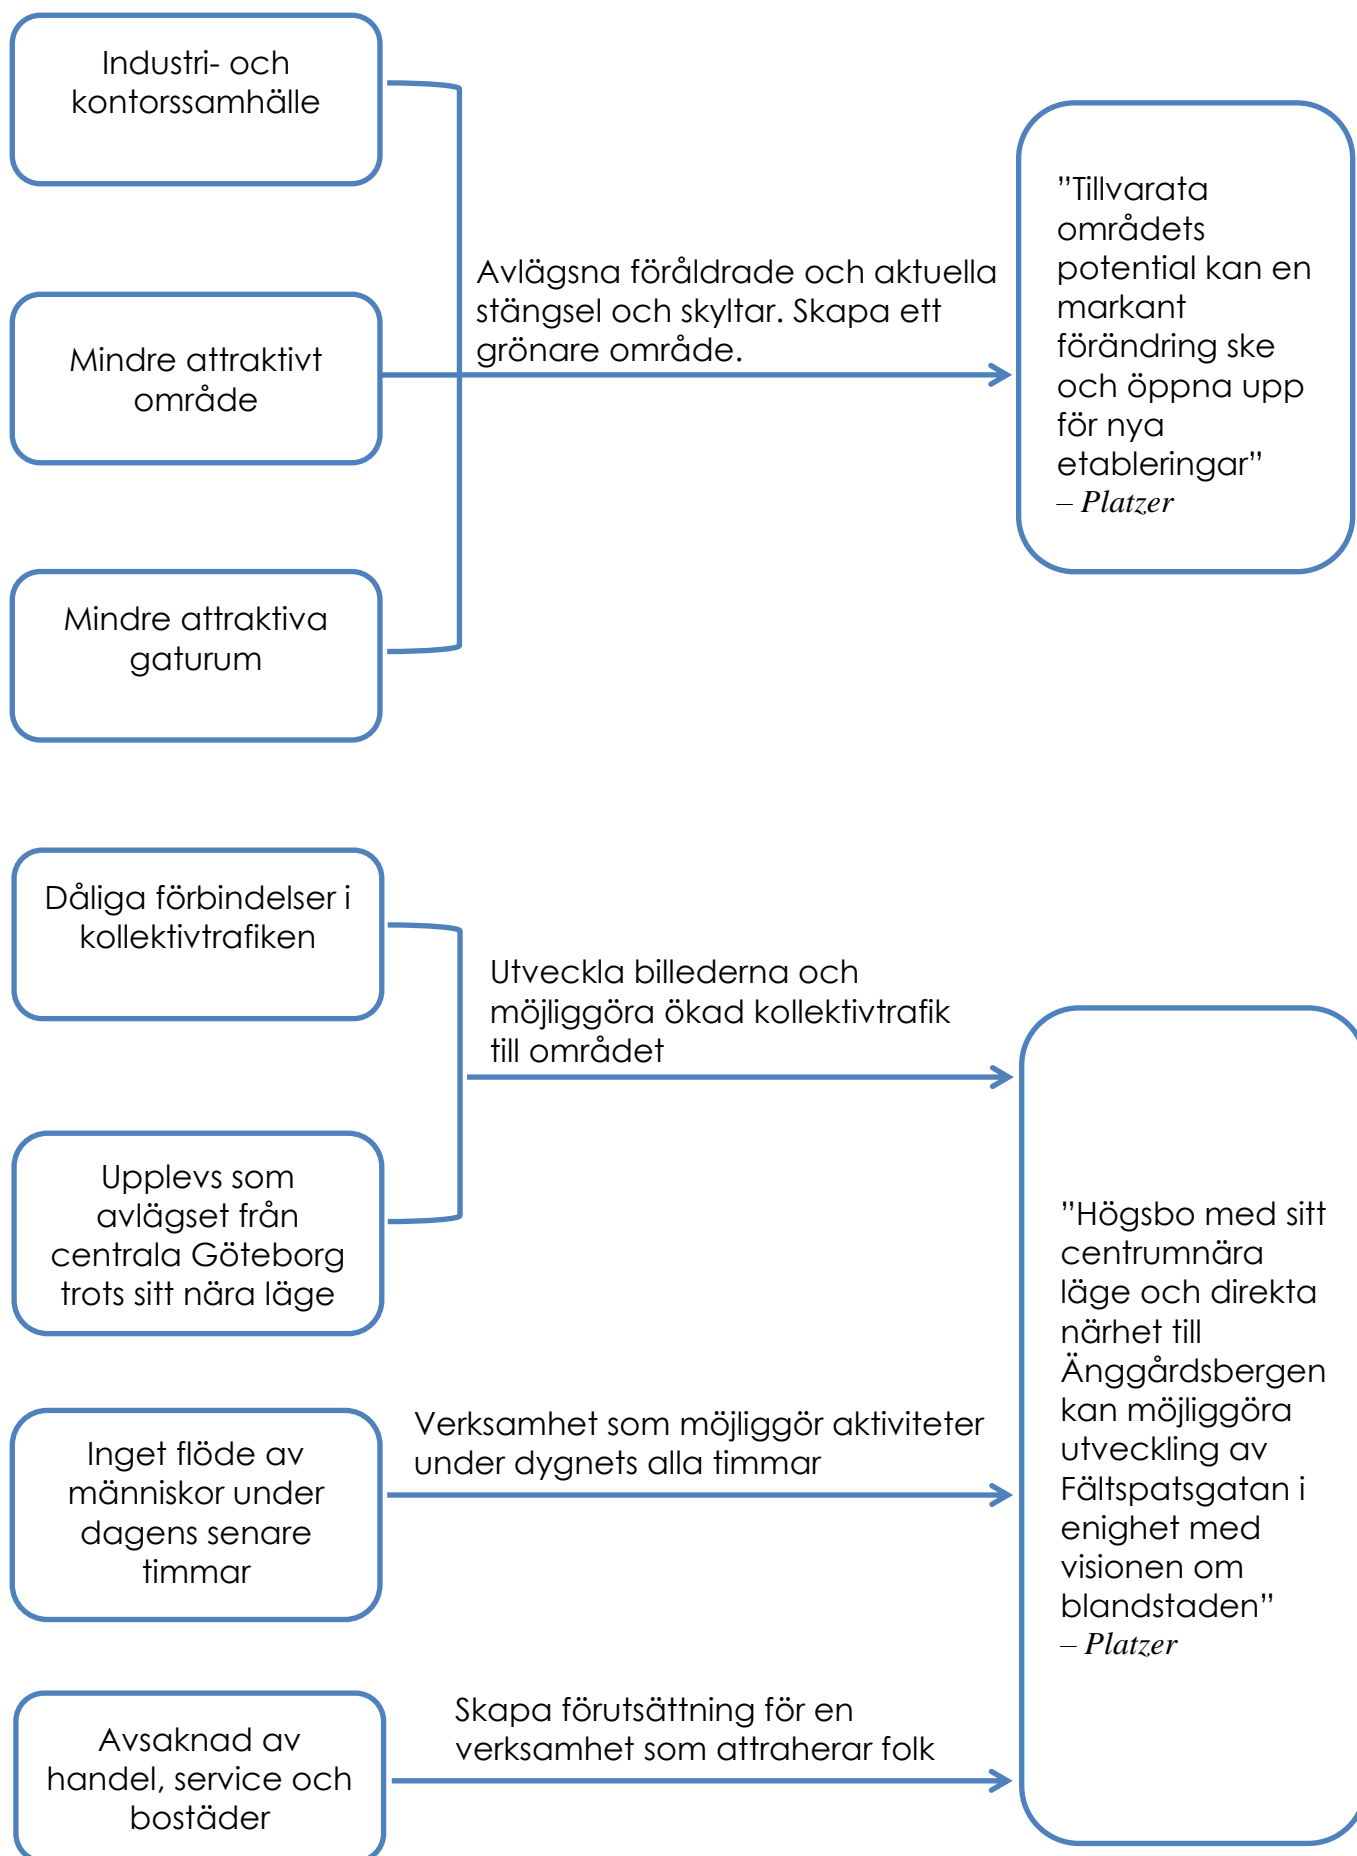 Industri- och
kontorssamhälle
Mindre attraktivt
område
Mindre attraktiva
gaturum
Avlägsna föråldrade och aktuella
stängsel och skyltar. Skapa ett
grönare område.
”Tillvarata
områdets
potential kan en
markant
förändring ske
och öppna upp
för nya
etableringar”
– Platzer
Dåliga förbindelser i
kollektivtrafiken
Upplevs som
avlägset från
centrala Göteborg
trots sitt nära läge
Utveckla billederna och
möjliggöra ökad kollektivtrafik
till området
Inget flöde av
människor under
dagens senare
timmar
Verksamhet som möjliggör aktiviteter
under dygnets alla timmar
Avsaknad av
handel, service och
bostäder
Skapa förutsättning för en
verksamhet som attraherar folk
”Högsbo med sitt
centrumnära
läge och direkta
närhet till
Änggårdsbergen
kan möjliggöra
utveckling av
Fältspatsgatan i
enighet med
visionen om
blandstaden”
– Platzer